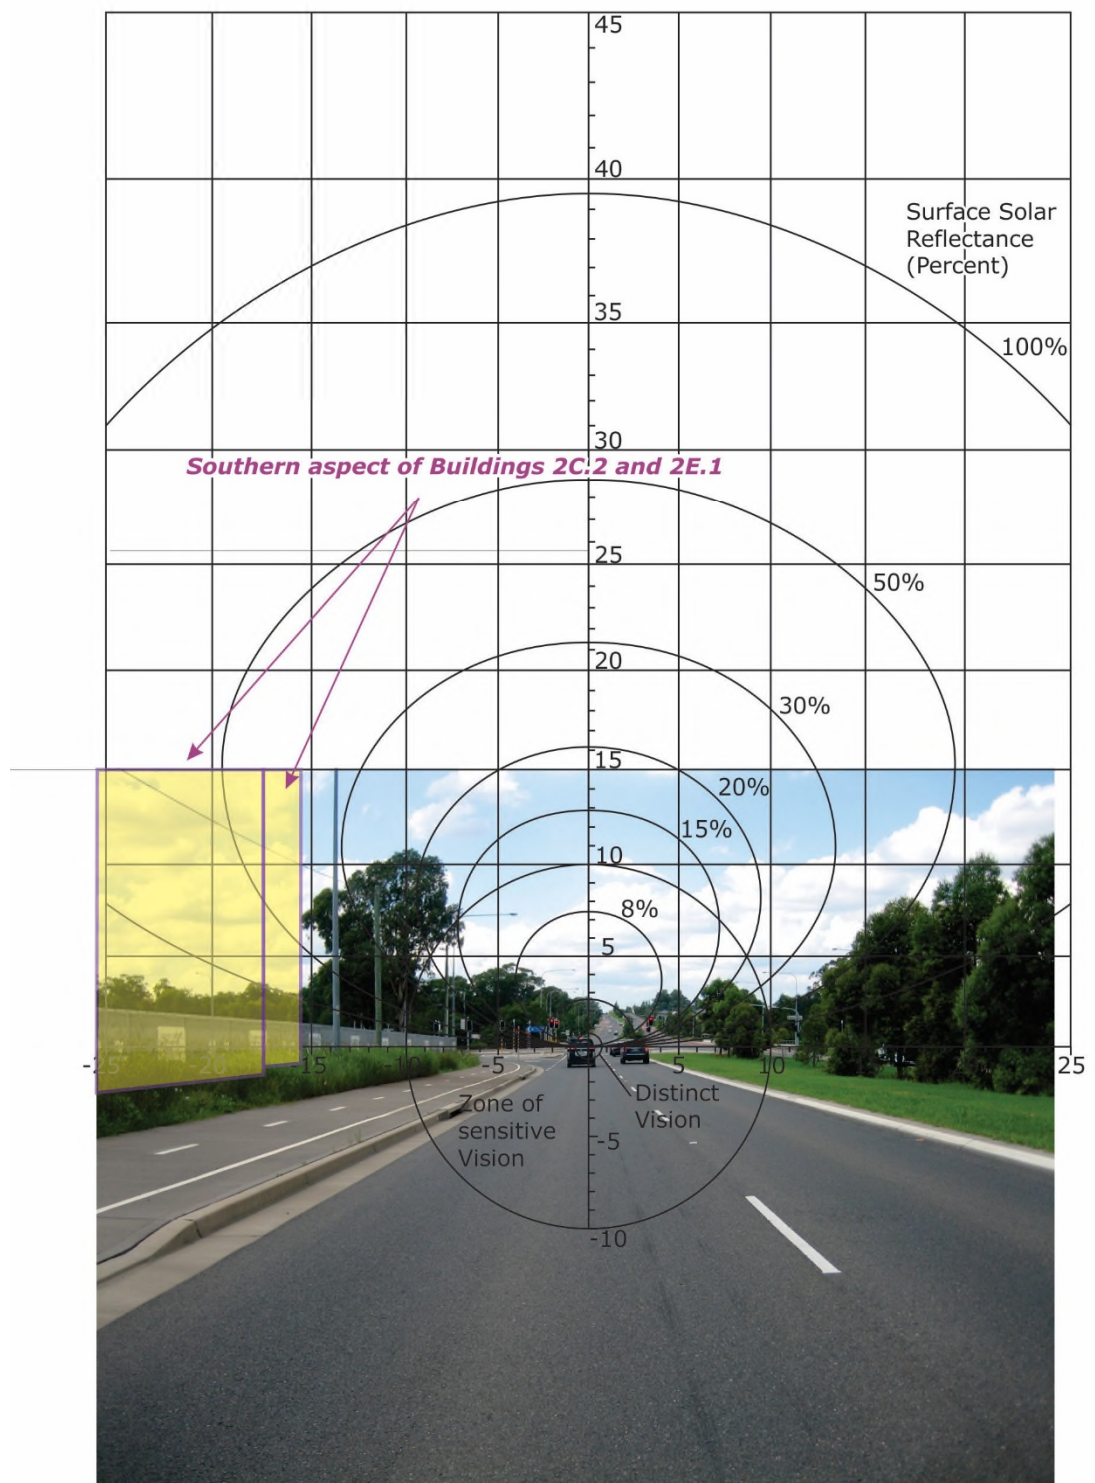 45
40
Surface Solar
Reflectance
(Percent)
35
100%
30
Southern aspect of Buildings 2C.2 and 2E.1
25
50%
20
30%
15
20%
15%
10
8%
5
-25
-20
-15
-10
-5
5
10
25
Zone of
sensitive
Vision
Distinct
Vision
-5
-10